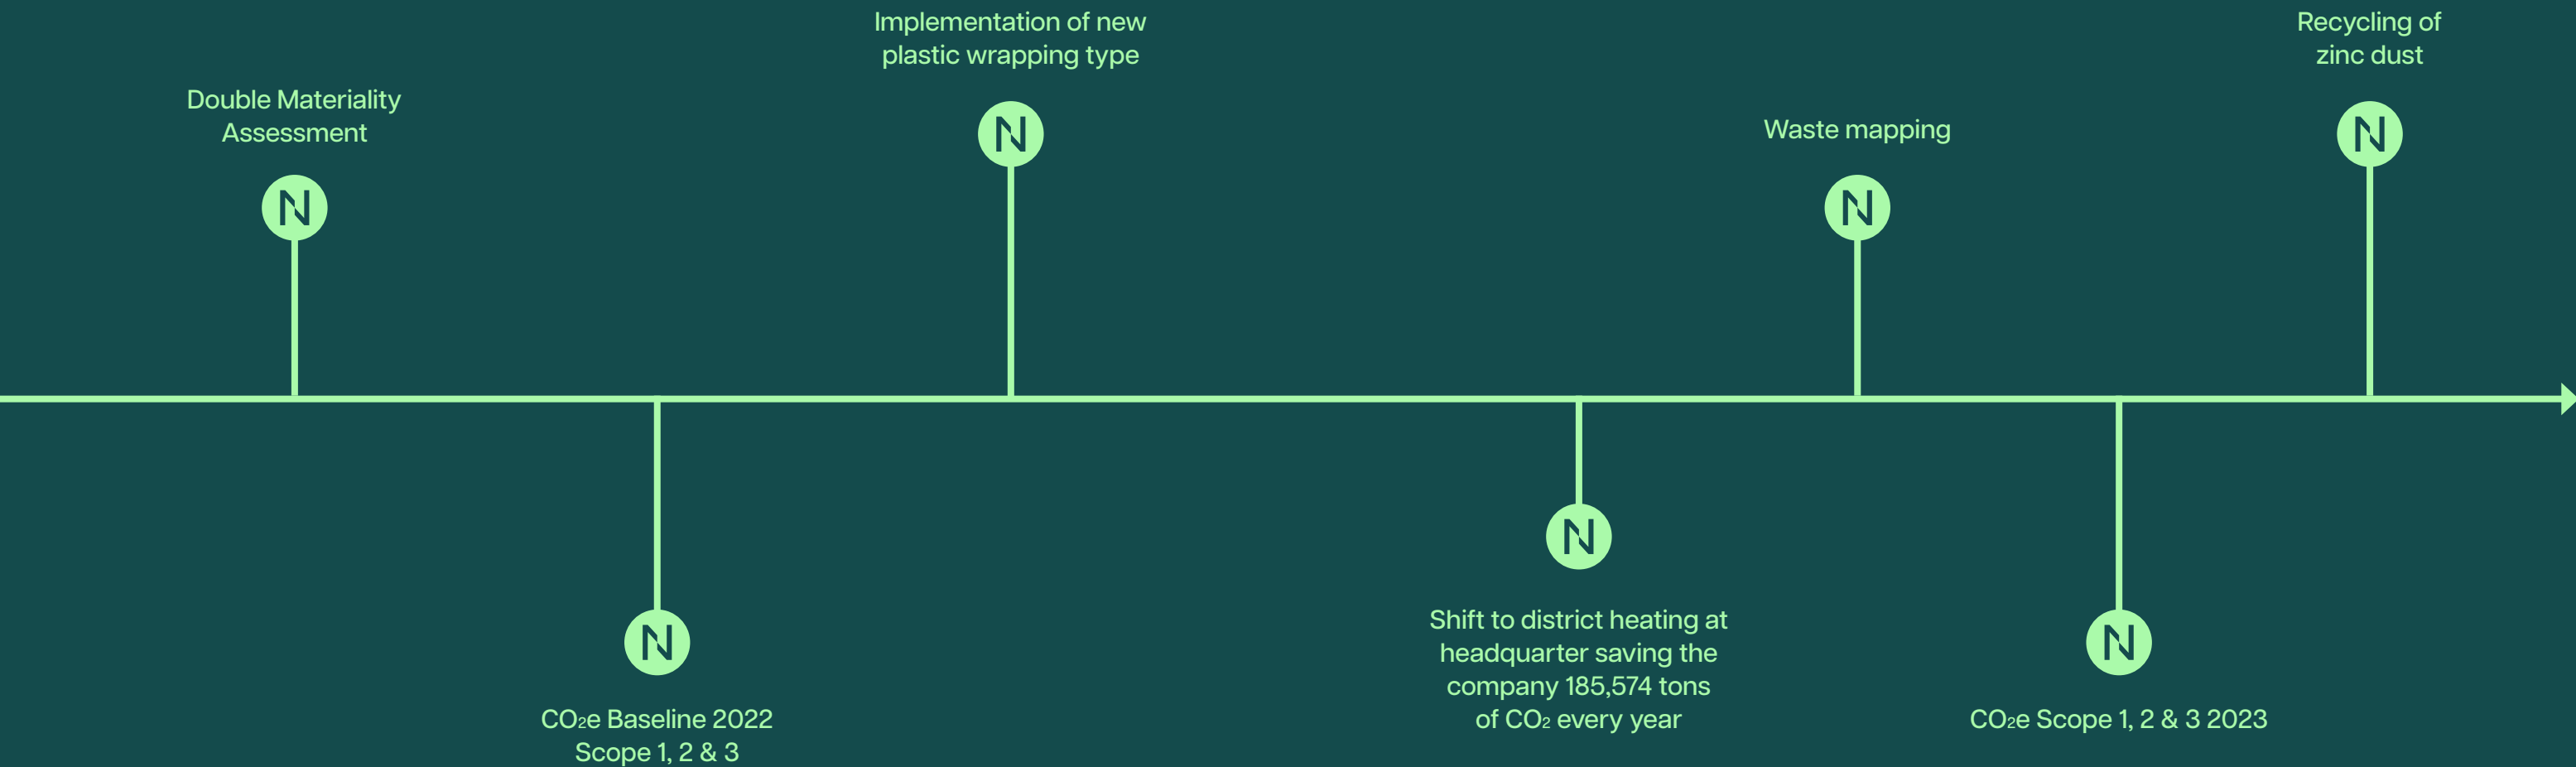 Double Materiality
Assessment
N
CO₂e Baseline 2022
Scope 1, 2 & 3
N
Implementation of new
plastic wrapping type
N
Shift to district heating at
headquarter saving the
company 185,574 tons
of CO₂ every year
N
Waste mapping
N
CO₂e Scope 1, 2 & 3 2023
N
Recycling of
zinc dust
N